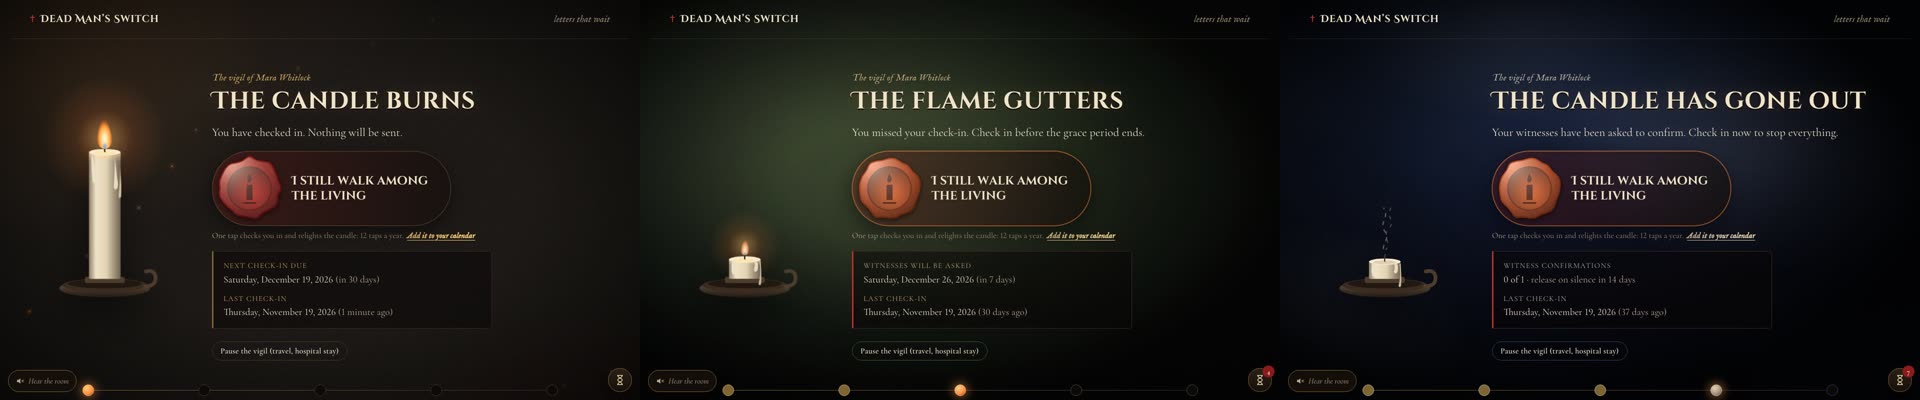 † DEAD MAN'S SWITCH
letters that wait
The vigil of Mara Whitlock
THE CANDLE BURNS
You have checked in. Nothing will be sent.
I STILL WALK AMONG
THE LIVING
One tap checks you in and relights the candle: 12 taps a year. Add it to your calendar
NEXT CHECK-IN DUE
Saturday, December 19, 2026 (in 30 days)
LAST CHECK-IN
Thursday, November 19, 2026 (1 minute ago)
Pause the vigil (travel, hospital stay)
Hear the room
† DEAD MAN'S SWITCH
letters that wait
The vigil of Mara Whitlock
THE FLAME GUTTERS
You missed your check-in. Check in before the grace period ends.
I STILL WALK AMONG
THE LIVING
One tap checks you in and relights the candle: 12 taps a year. Add it to your calendar
WITNESSES WILL BE ASKED
Saturday, December 26, 2026 (in 7 days)
LAST CHECK-IN
Thursday, November 19, 2026 (30 days ago)
Pause the vigil (travel, hospital stay)
Hear the room
4
† DEAD MAN'S SWITCH
letters that wait
The vigil of Mara Whitlock
THE CANDLE HAS GONE OUT
Your witnesses have been asked to confirm. Check in now to stop everything.
I STILL WALK AMONG
THE LIVING
One tap checks you in and relights the candle: 12 taps a year. Add it to your calendar
WITNESS CONFIRMATIONS
0 of 1 · release on silence in 14 days
LAST CHECK-IN
Thursday, November 19, 2026 (37 days ago)
Pause the vigil (travel, hospital stay)
Hear the room
7